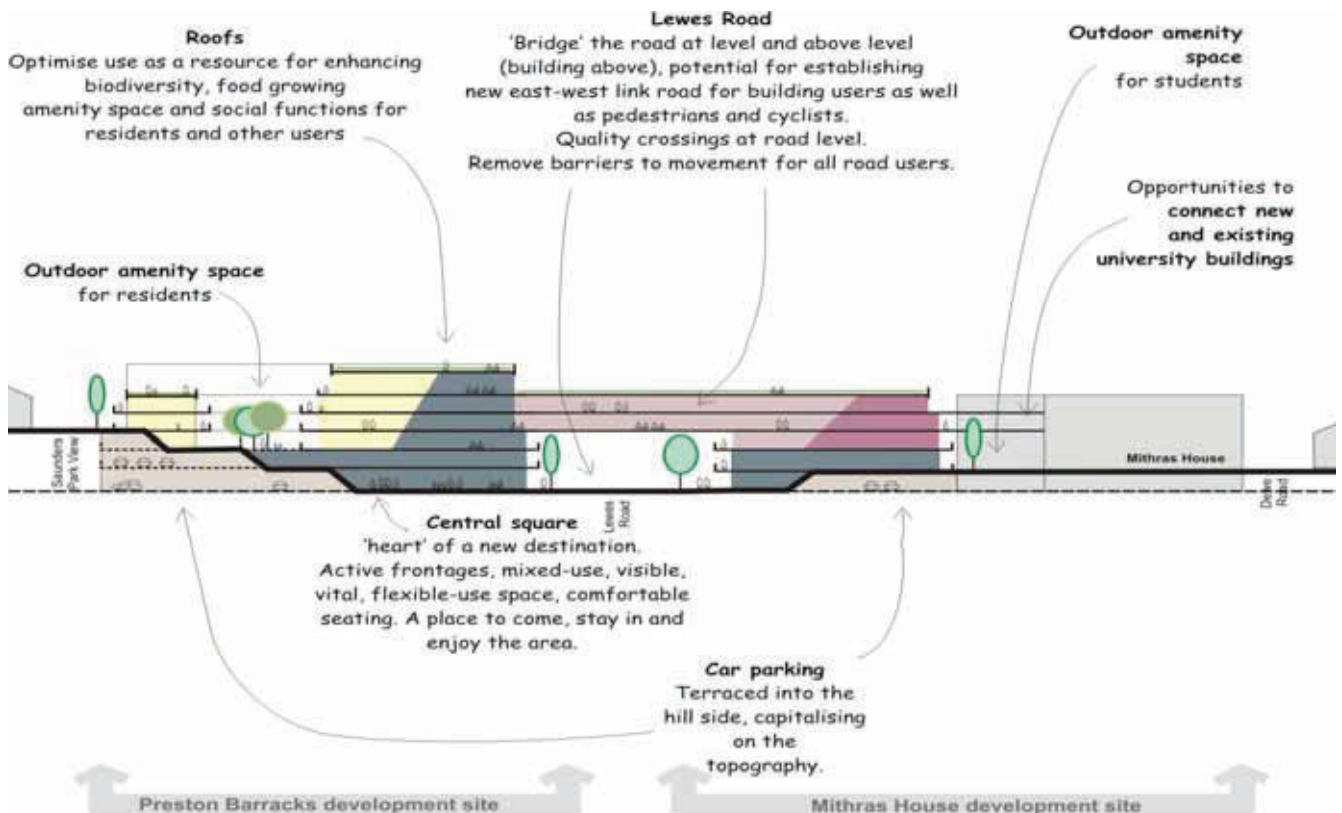 Roofs
Optimise use as a resource for enhancing
biodiversity, food growing
amenity space and social functions for
residents and other users
Lewes Road
'Bridge' the road at level and above level
(building above), potential for establishing
new east-west link road for building users as well
as pedestrians and cyclists.
Quality crossings at road level.
Remove barriers to movement for all road users.
Outdoor amenity
space
for students
Opportunities to
connect new
and existing
university buildings
Outdoor amenity space
for residents
Saunders
Park View
Lewes
Road
Mithras House
Road
Central square
'heart' of a new destination.
Active frontages, mixed-use, visible,
vital, flexible-use space, comfortable
seating. A place to come, stay in and
enjoy the area.
Car parking
Terraced into the
hill side, capitalising
on the
topography.
Preston Barracks development site
Mithras House development site